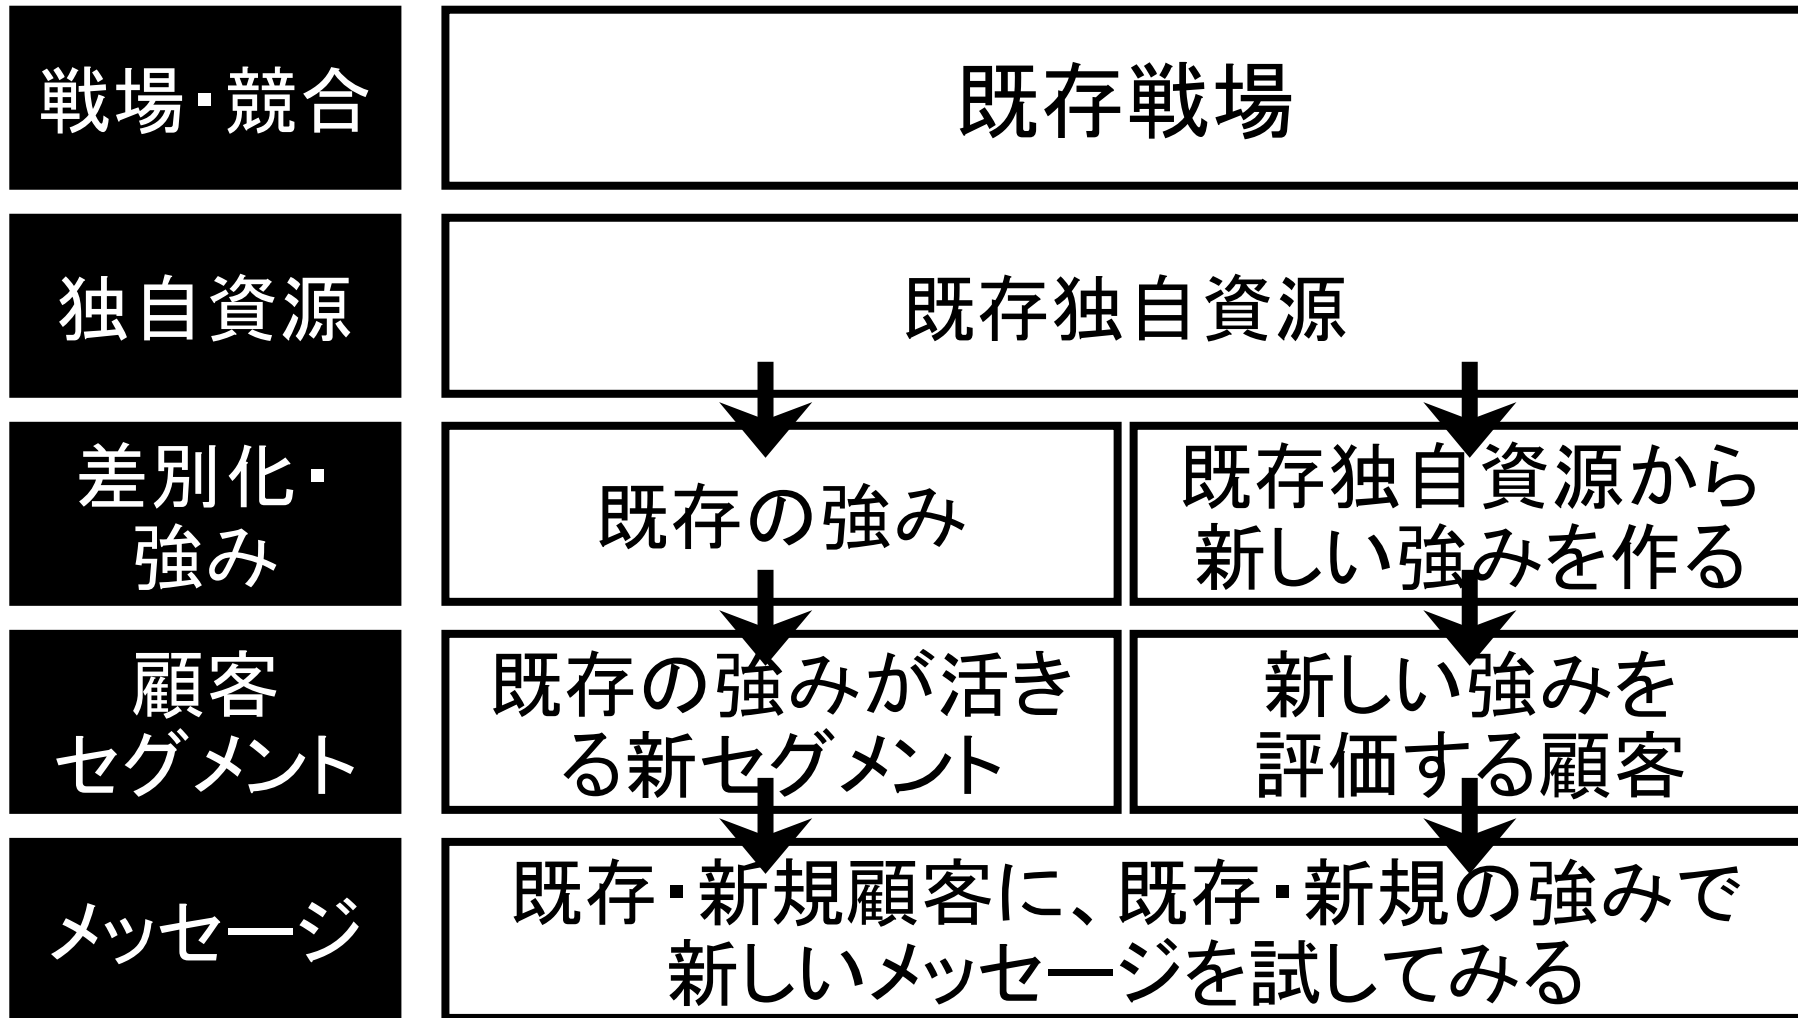 戦場・競合
既存戦場
独自資源
既存独自資源
差別化・
強み
既存の強み
既存独自資源から
新しい強みを作る
顧客
セグメント
既存の強みが活き
る新セグメント
新しい強みを
評価する顧客
メッセージ
既存・新規顧客に、既存・新規の強みで
新しいメッセージを試してみる